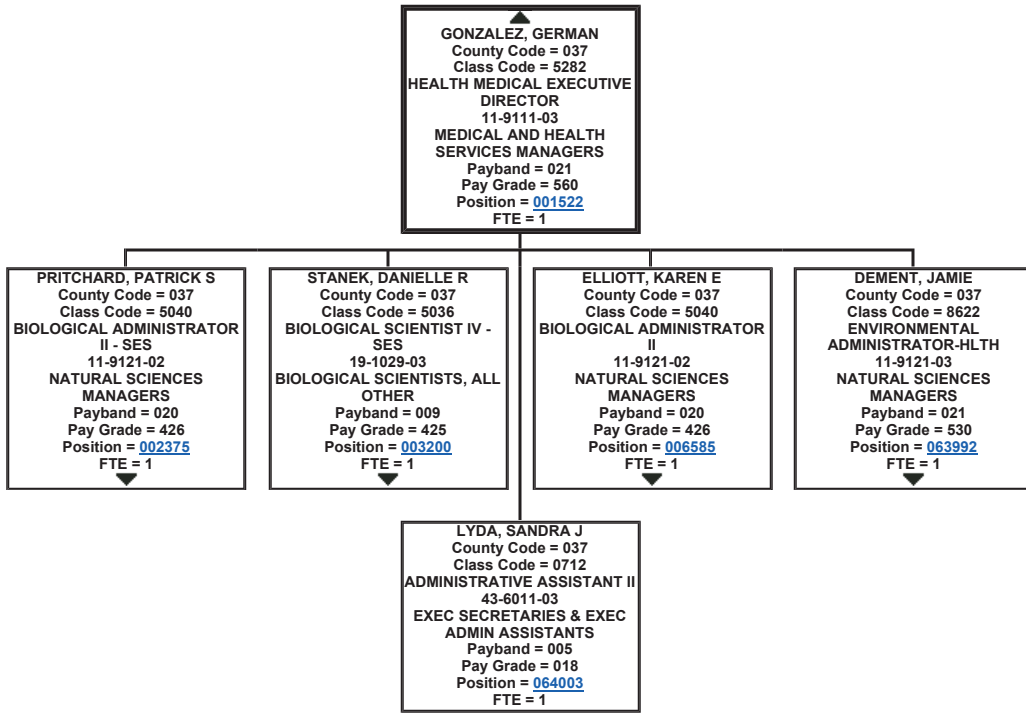 GONZALEZ, GERMAN
County Code = 037
Class Code = 5282
HEALTH MEDICAL EXECUTIVE
DIRECTOR
11-9111-03
MEDICAL AND HEALTH
SERVICES MANAGERS
Payband = 021
Pay Grade = 560
Position = 001522
FTE = 1
PRITCHARD, PATRICK S
County Code = 037
Class Code = 5040
BIOLOGICAL ADMINISTRATOR
II - SES
11-9121-02
NATURAL SCIENCES
MANAGERS
Payband = 020
Pay Grade = 426
Position = 002375
FTE = 1
STANEK, DANIELLE R
County Code = 037
Class Code = 5036
BIOLOGICAL SCIENTIST IV -
SES
19-1029-03
BIOLOGICAL SCIENTISTS, ALL
OTHER
Payband = 009
Pay Grade = 425
Position = 003200
FTE = 1
ELLIOTT, KAREN E
County Code = 037
Class Code = 5040
BIOLOGICAL ADMINISTRATOR
II
11-9121-02
NATURAL SCIENCES
MANAGERS
Payband = 020
Pay Grade = 426
Position = 006585
FTE = 1
DEMENT, JAMIE
County Code = 037
Class Code = 8622
ENVIRONMENTAL
ADMINISTRATOR-HLTH
11-9121-03
NATURAL SCIENCES
MANAGERS
Payband = 021
Pay Grade = 530
Position = 063992
FTE = 1
LYDA, SANDRA J
County Code = 037
Class Code = 0712
ADMINISTRATIVE ASSISTANT II
43-6011-03
EXEC SECRETARIES & EXEC
ADMIN ASSISTANTS
Payband = 005
Pay Grade = 018
Position = 064003
FTE = 1